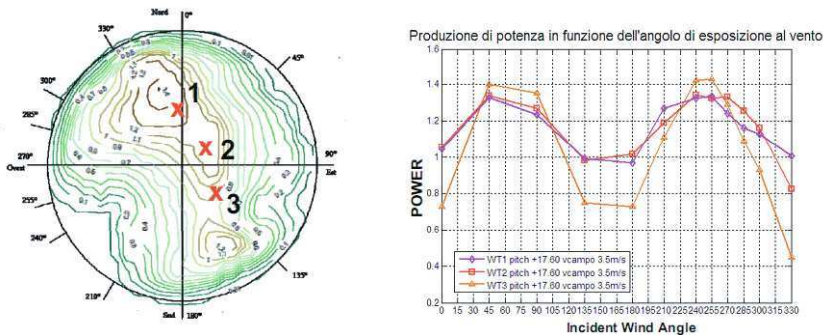 Nord
0°
330°
45°
300°
285°
270°
Ovest
90°
Est
255°
240°
135°
210°
Sud
180°
1
2
3
Produzione di potenza in funzione dell'angolo di esposizione al vento
POWER
1.6
1.4
1.2
1
0.8
0.6
0.4
0.2
WT1 pitch +17.60 vcampo 3.5m/s
WT2 pitch +17.60 vcampo 3.5m/s
WT3 pitch +17.60 vcampo 3.5m/s
0 15 30 45 60 75 90 105 120 135 150 165 180 195 210 225 240 255 270 285 300 315 330
Incident Wind Angle